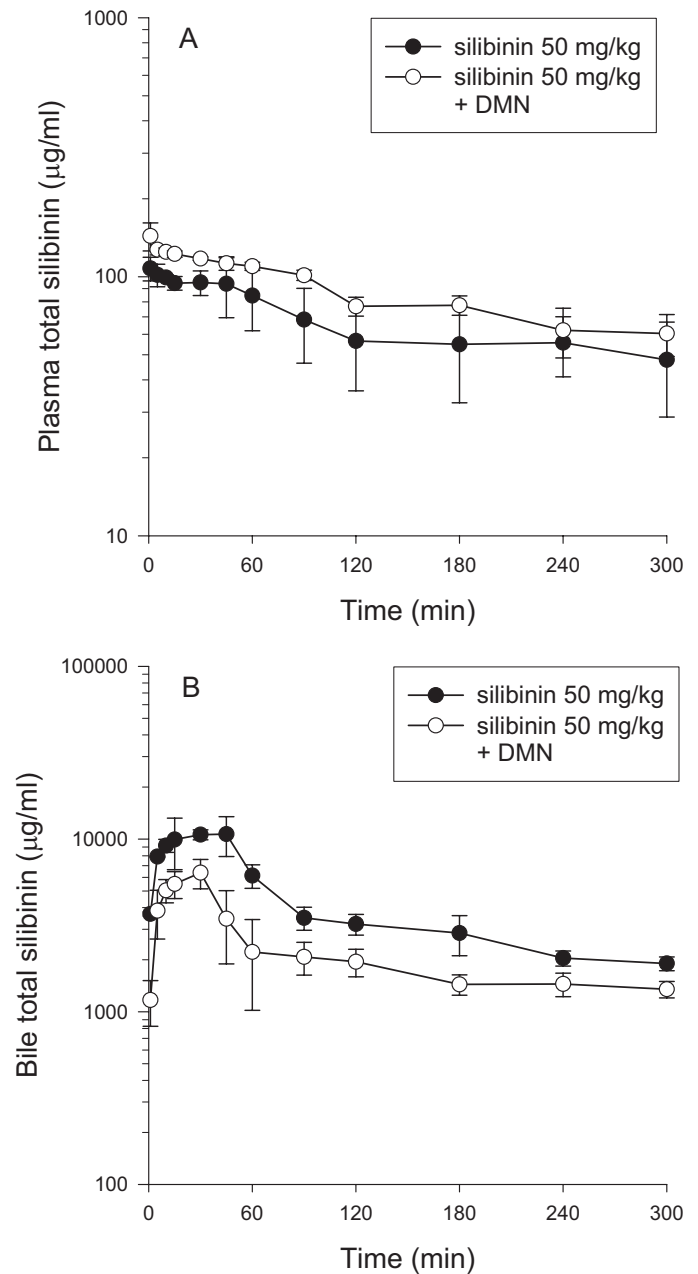 A
silibinin 50 mg/kg
silibinin 50 mg/kg
+ DMN
Plasma total silibinin (μg/ml)
1000
100
10
0 60 120 180 240 300
Time (min)
B
silibinin 50 mg/kg
silibinin 50 mg/kg
+ DMN
Bile total silibinin (μg/ml)
100000
10000
1000
100
0 60 120 180 240 300
Time (min)